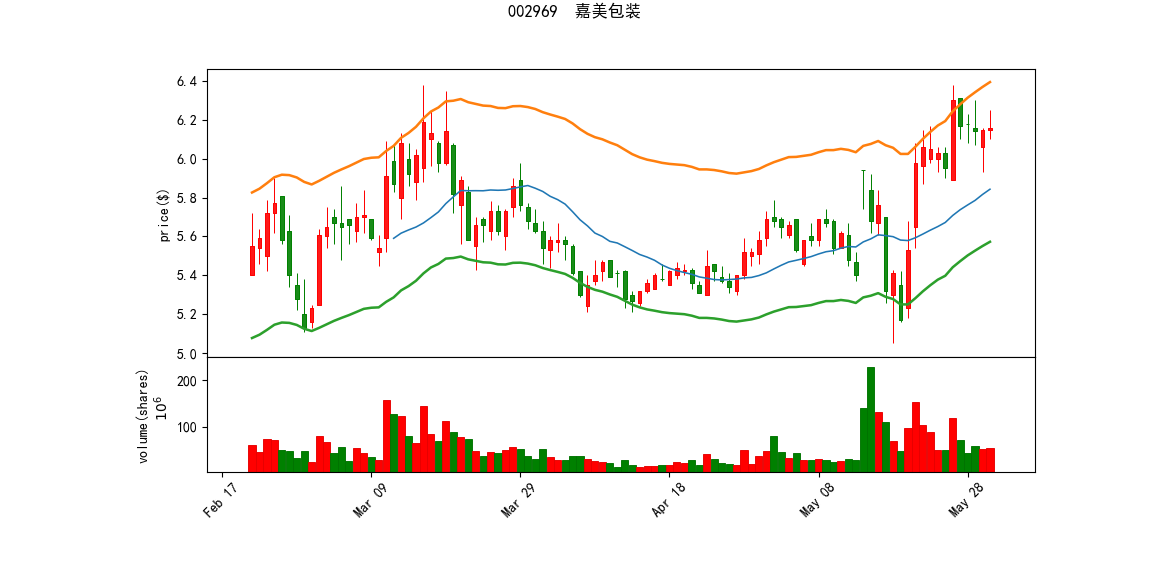 002969  嘉美包装
price($)
6.4
6.2
6.0
5.8
5.6
5.4
5.2
5.0
volume(shares)
10^6
200
100
Feb 17
Mar 09
Mar 29
Apr 18
May 08
May 28